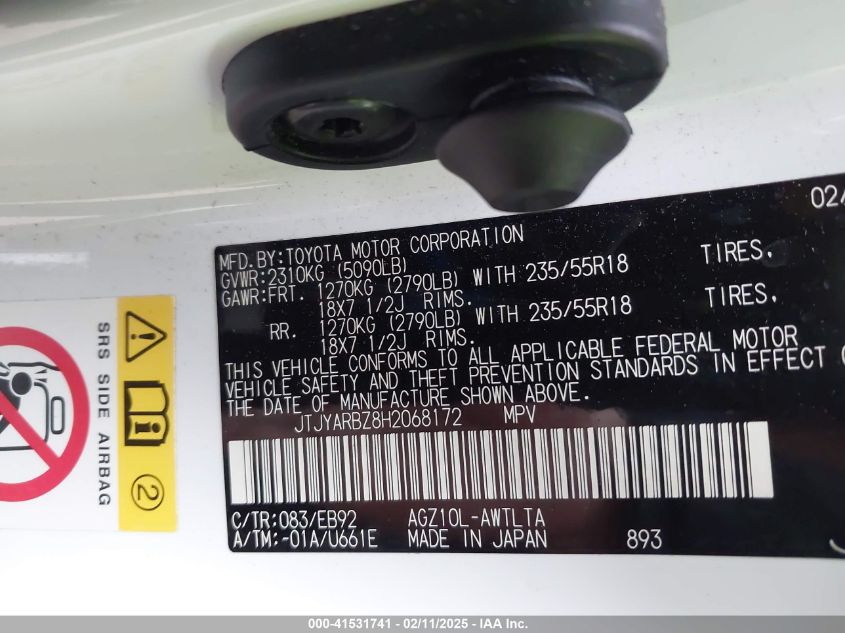 02/
MFD.BY:TOYOTA MOTOR CORPORATION
GVWR:2310KG (5090LB)
GAWR:FRT. 1270KG (2790LB) WITH 235/55R18 TIRES.
18X7 1/2J RIMS.
RR. 1270KG (2790LB) WITH 235/55R18 TIRES.
18X7 1/2J RIMS.
THIS VEHICLE CONFORMS TO ALL APPLICABLE FEDERAL MOTOR
VEHICLE SAFETY AND THEFT PREVENTION STANDARDS IN EFFECT
THE DATE OF MANUFACTURE SHOWN ABOVE.
JTJYARBZ8H2068172 MPV
C/TR:083/EB92 AGZ10L-AWTLTA
A/TM:-01A/U661E MADE IN JAPAN 893
SRS SIDE AIRBAG
2
000-41531741 - 02/11/2025 - © IAA Inc.